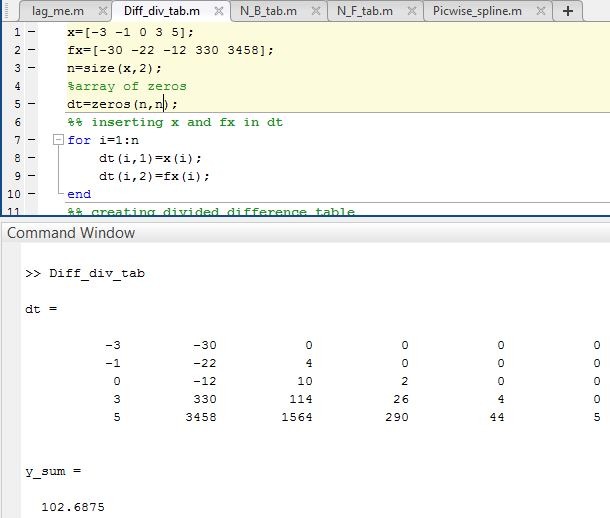 lag_me.m Diff_div_tab.m N_B_tab.m N_F_tab.m Picwise_spline.m
1 x=[-3 -1 0 3 5];
2 fx=[-30 -22 -12 330 3458];
3 n=size(x,2);
4 %array of zeros
5 dt=zeros(n,n);
6 %% inserting x and fx in dt
7 for i=1:n
8 dt(i,1)=x(i);
9 dt(i,2)=fx(i);
10 end
11 %% creating divided difference table
Command Window
>> Diff_div_tab
dt =
-3 -30 0 0 0 0
-1 -22 4 0 0 0
0 -12 10 2 0 0
3 330 114 26 4 0
5 3458 1564 290 44 5
y_sum =
102.6875